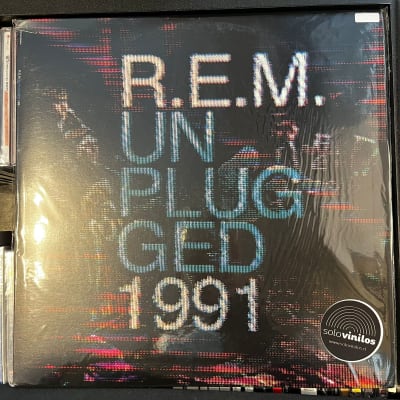 R.E.M.
UN
PLUG
GED
1991
solovinilos